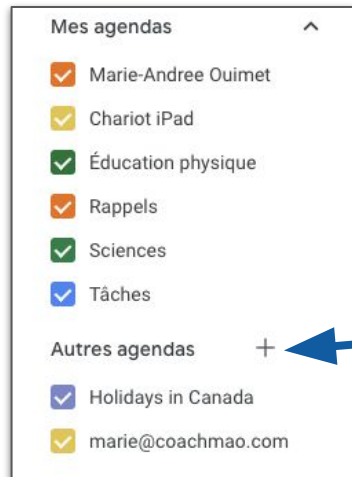 Mes agendas
Marie-Andree Ouimet
Chariot iPad
Éducation physique
Rappels
Sciences
Tâches
Autres agendas +
Holidays in Canada
marie@coachmao.com